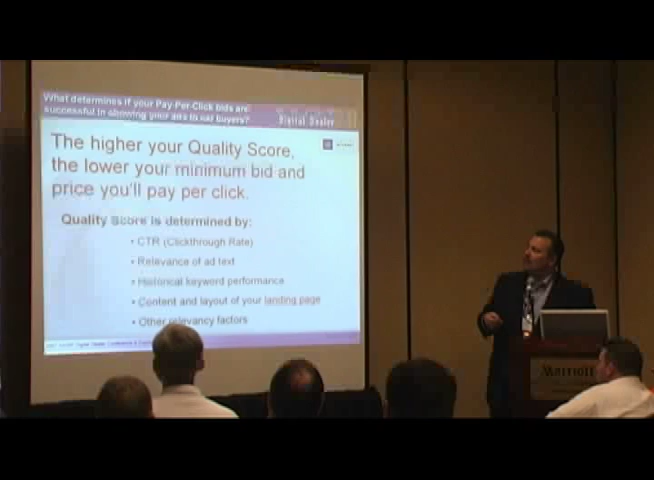 What determines if your Pay-Per-Click bids are
successful in showing your ads to car buyers?
Digital Dealer
The higher your Quality Score,
the lower your minimum bid and
price you'll pay per click.
Quality Score is determined by:
• CTR (Clickthrough Rate)
• Relevance of ad text
• Historical keyword performance
• Content and layout of your landing page
• Other relevancy factors
Digital Dealer Conference &
Marriott